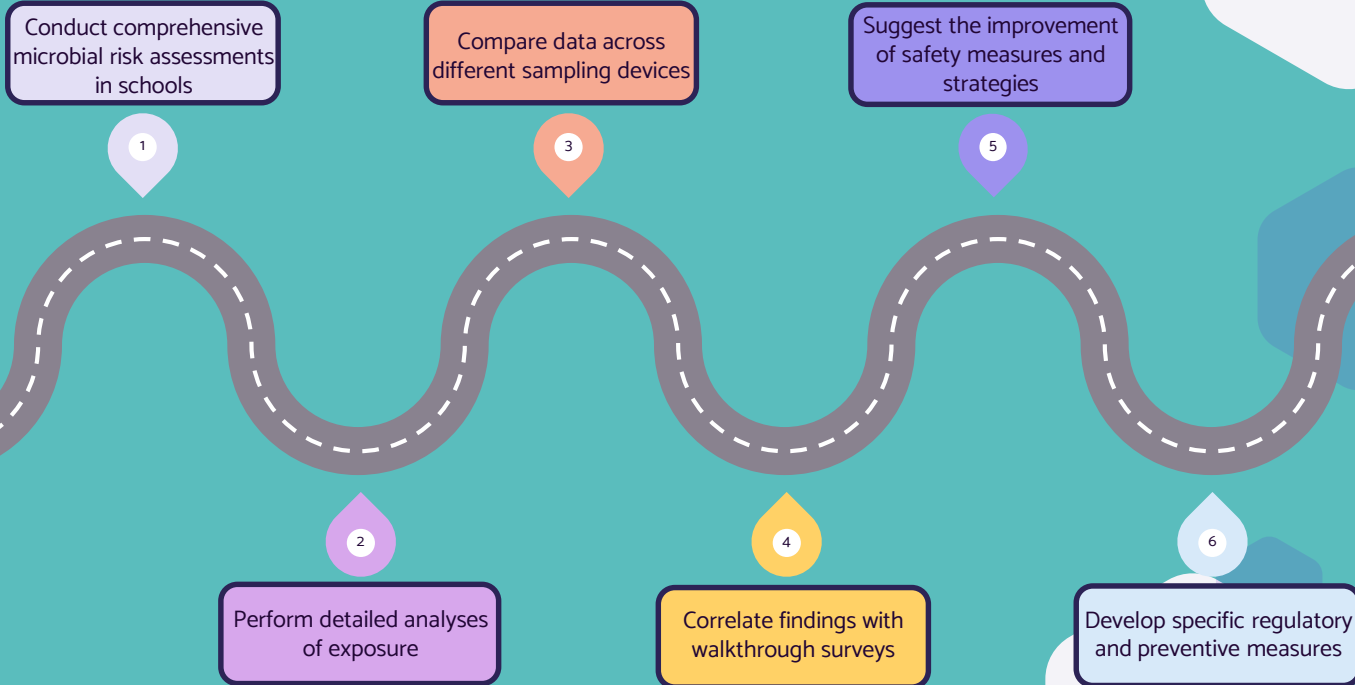 Conduct comprehensive
microbial risk assessments
in schools
1
Perform detailed analyses
of exposure
2
Compare data across
different sampling devices
3
Correlate findings with
walkthrough surveys
4
Suggest the improvement
of safety measures and
strategies
5
Develop specific regulatory
and preventive measures
6